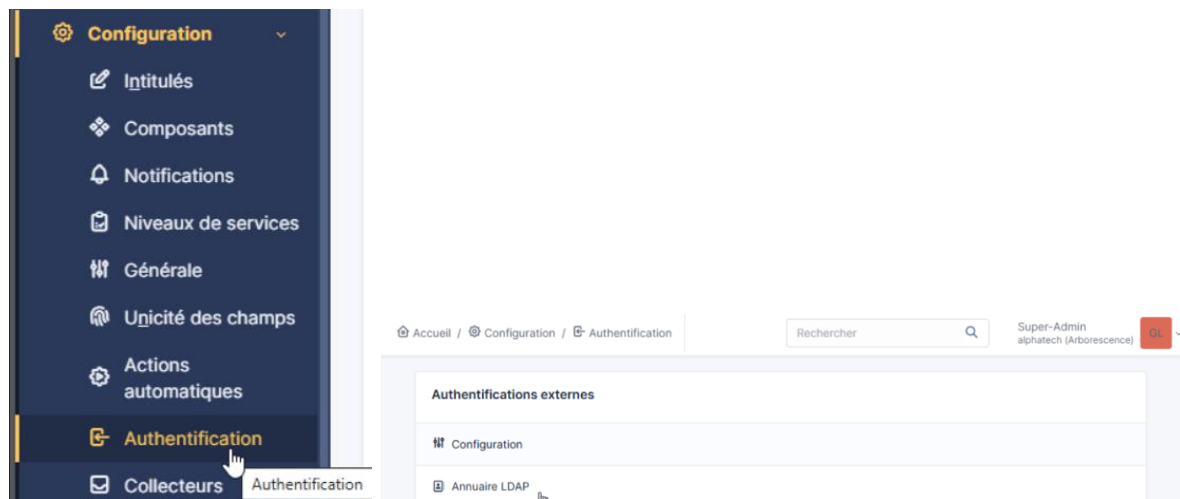 Configuration
Intitulés
Composants
Notifications
Niveaux de services
Générale
Unicité des champs
Actions
automatiques
Authentification
Collecteurs
Authentification
Accueil / Configuration / Authentification
Rechercher
Super-Admin
alphatech (Arborescence)
GL
Authentifications externes
Configuration
Annuaire LDAP